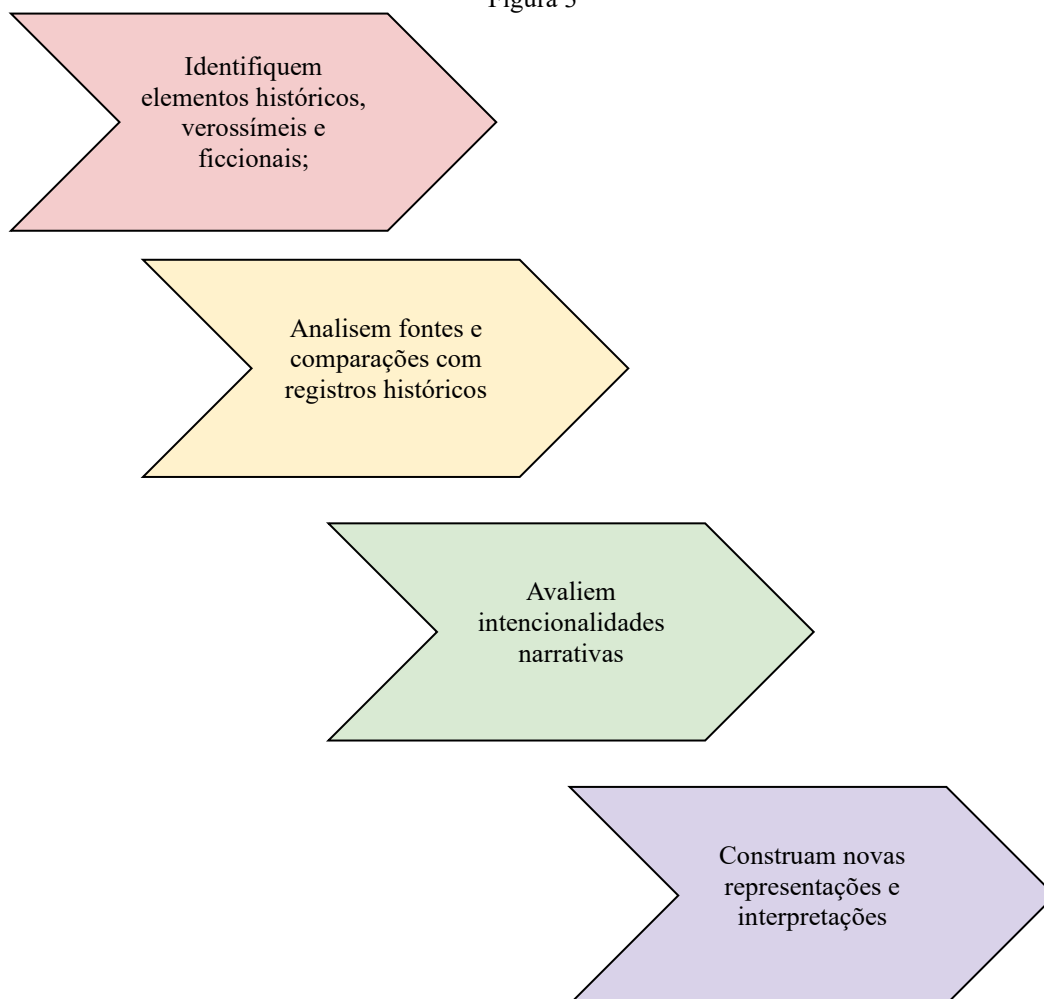 Figura 3
Identifiquem
elementos históricos,
verossímeis e
ficcionais;
Analisem fontes e
comparações com
registros históricos
Avaliem
intencionalidades
narrativas
Construam novas
representações e
interpretações